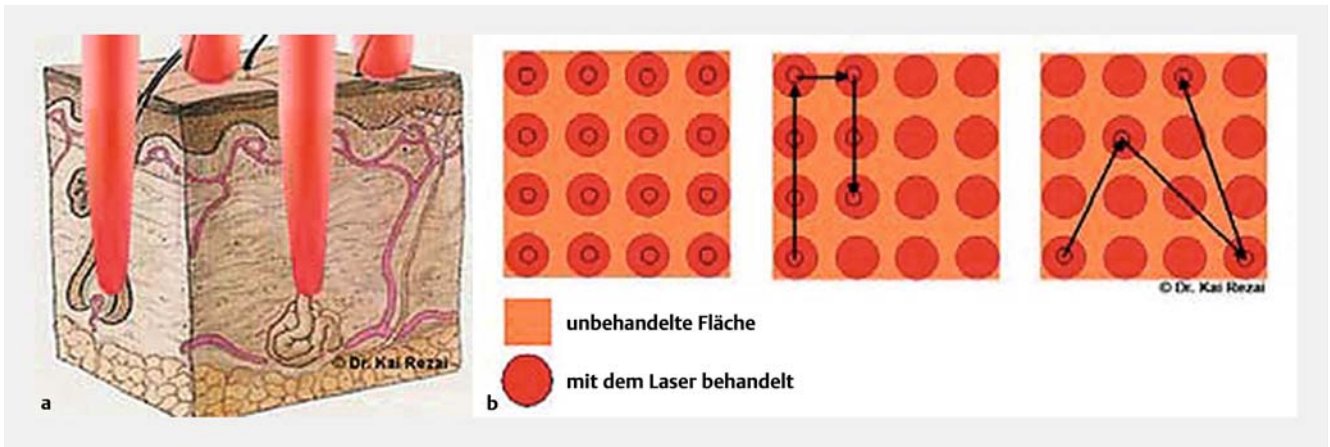 © Dr. Kai Rezai
a
© Dr. Kai Rezai
unbehandelte Fläche
mit dem Laser behandelt
b